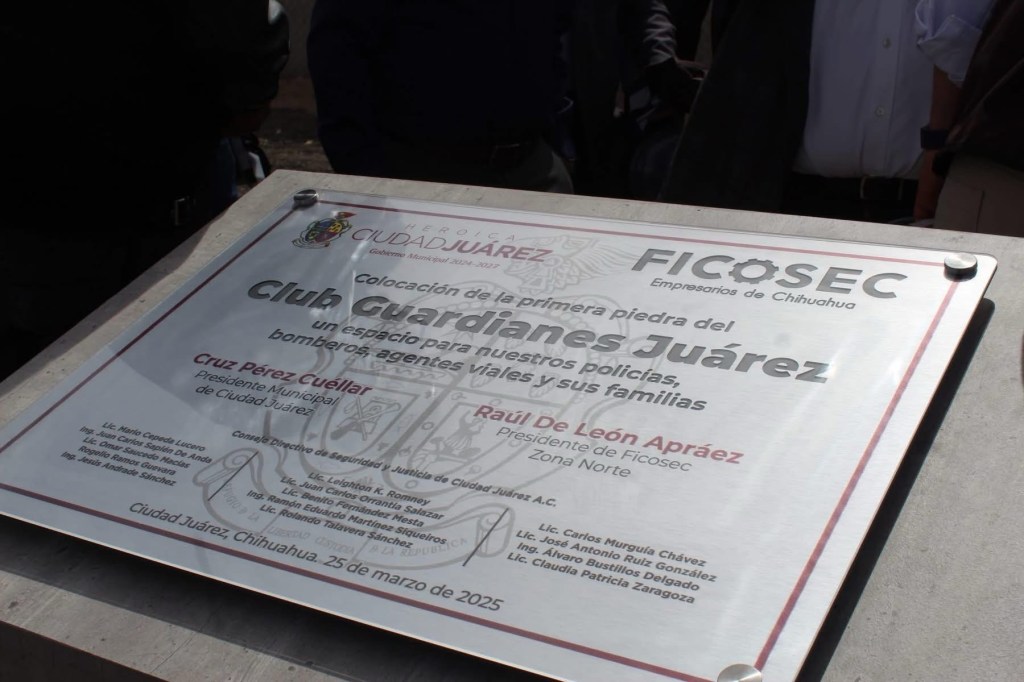 HEROICA
CIUDAD JUÁREZ
Gobierno Municipal 2024-2027
FICOSEC
Empresarios de Chihuahua
Colocación de la primera piedra del
Club Guardianes Juárez
un espacio para nuestros policías,
bomberos, agentes viales y sus familias
Cruz Pérez Cuéllar
Presidente Municipal
de Ciudad Juárez
Raúl De León Apráez
Presidente de Ficosec
Zona Norte
Consejo Directivo de Seguridad y Justicia de Ciudad Juárez A.C.
Lic. Mario Cepeda Lucero
Ing. Juan Carlos Sapién De Anda
Lic. Omar Saucedo Macías
Rogelio Ramos Guevara
Ing. Jesús Andrade Sánchez
Lic. Leighton K. Romney
Lic. Juan Carlos Orrantia Salazar
Lic. Benito Fernández Mesta
Ing. Ramón Eduardo Martínez Siqueiros
Lic. Rolando Talavera Sánchez
Lic. Carlos Murguía Chávez
Lic. José Antonio Ruiz González
Ing. Álvaro Bustillos Delgado
Lic. Claudia Patricia Zaragoza
Ciudad Juárez, Chihuahua. 25 de marzo de 2025